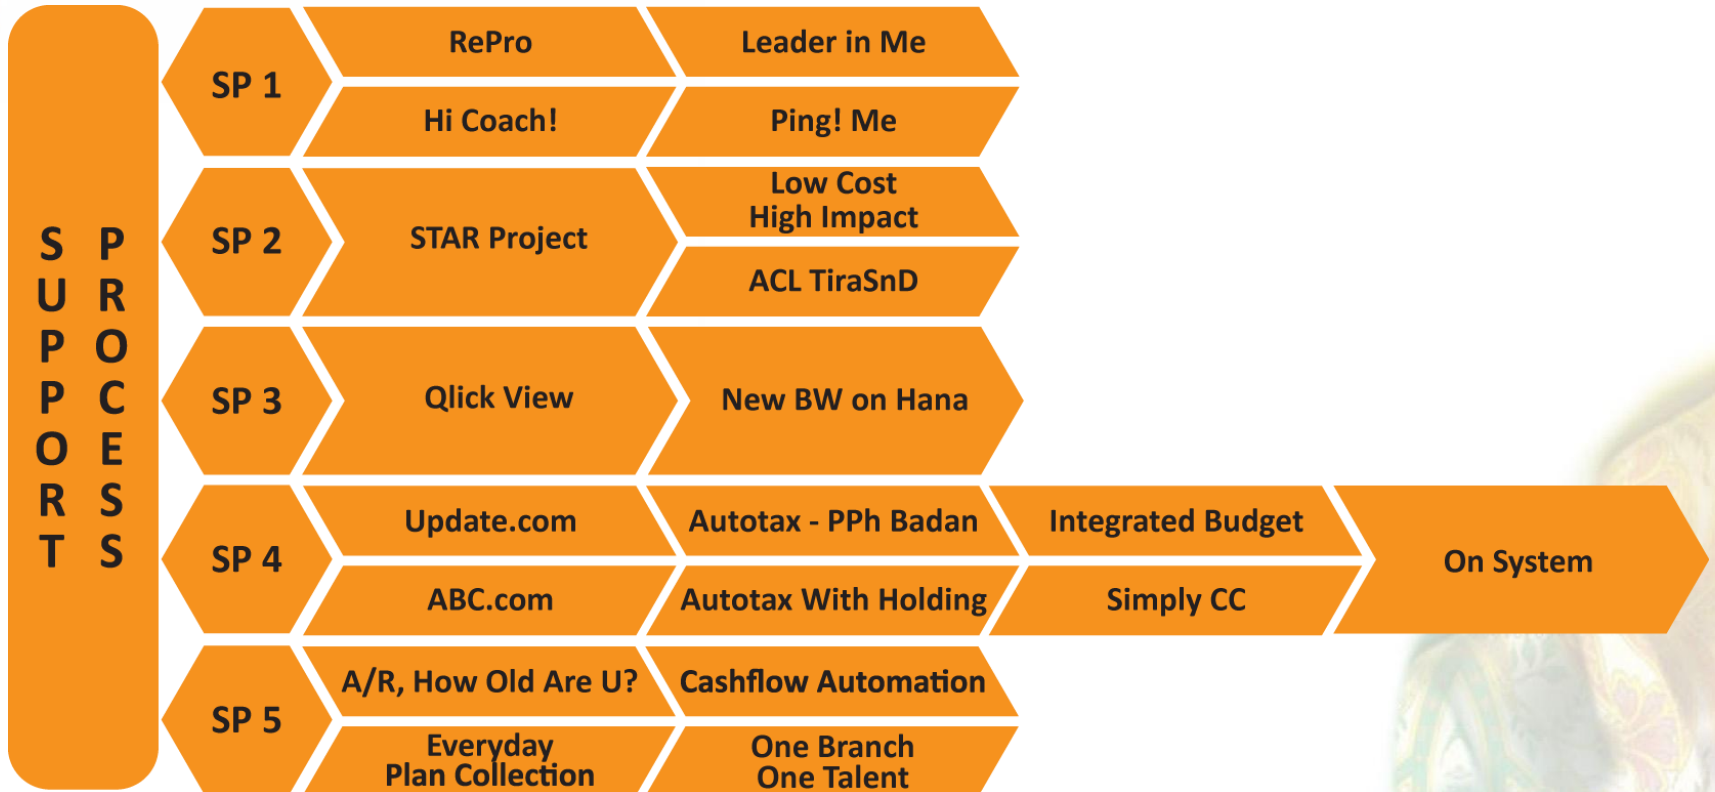 SUPPORT PROCESS
SP 1
RePro
Leader in Me
Hi Coach!
Ping! Me
SP 2
STAR Project
Low Cost
High Impact
ACL TiraSnD
SP 3
Qlick View
New BW on Hana
SP 4
Update.com
Autotax - PPh Badan
Integrated Budget
On System
ABC.com
Autotax With Holding
Simply CC
SP 5
A/R, How Old Are U?
Cashflow Automation
Everyday
Plan Collection
One Branch
One Talent